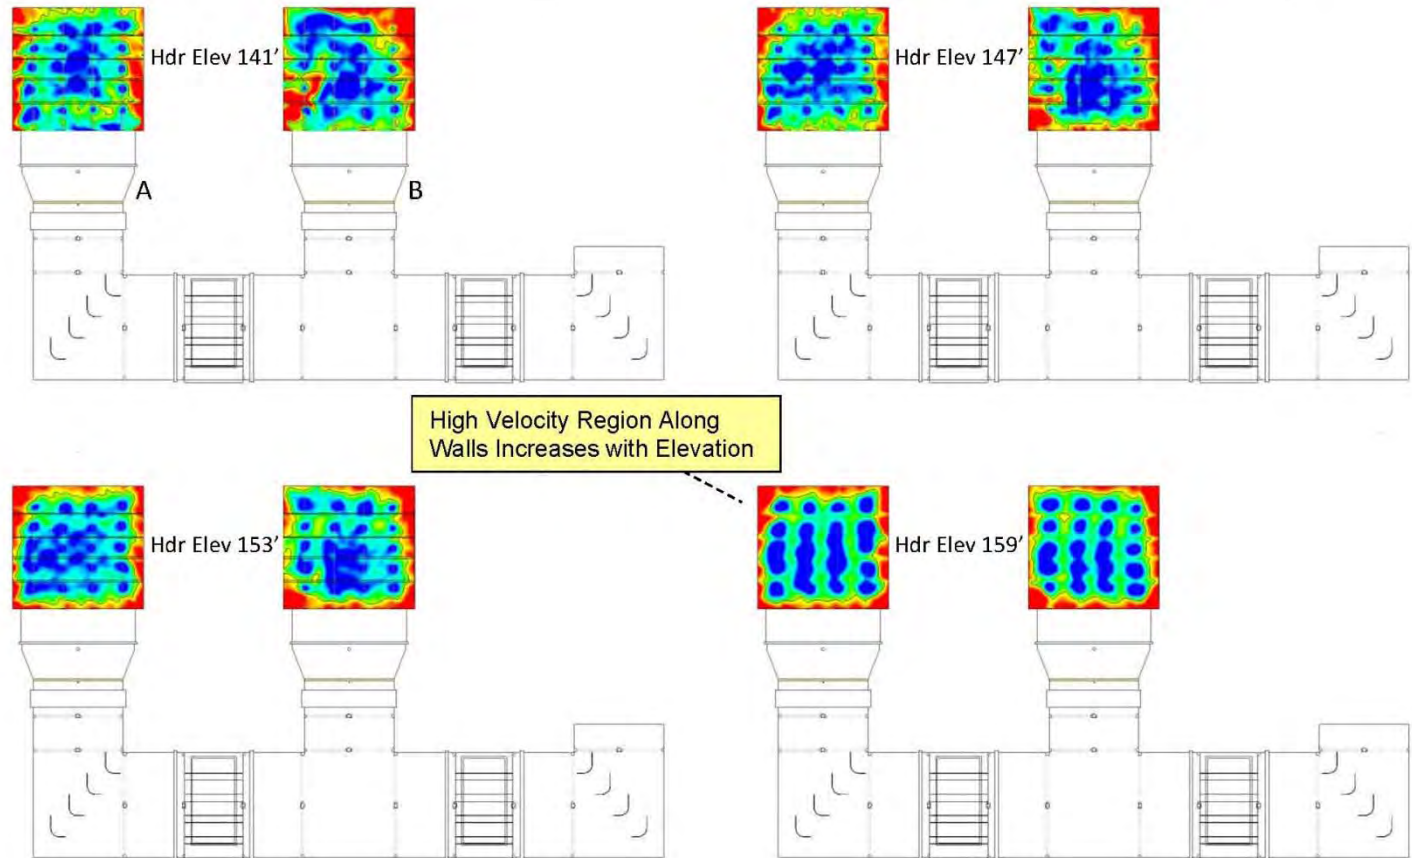 Hdr Elev 141′
Hdr Elev 147′
A
B
High Velocity Region Along
Walls Increases with Elevation
Hdr Elev 153′
Hdr Elev 159′